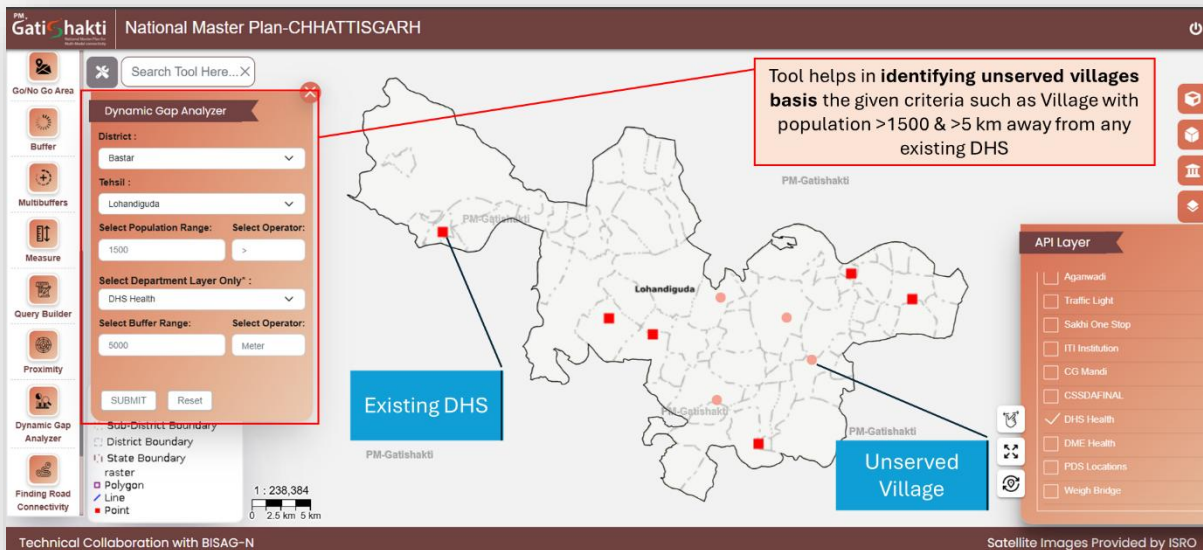 PM
GatiShakti
National Master Plan-CHHATTISGARH
Go/No Go Area
Buffer
Multibuffers
Measure
Query Builder
Proximity
Dynamic Gap
Analyzer
Finding Road
Connectivity
Search Tool Here...
Dynamic Gap Analyzer
District :
Bastar
Tehsil :
Lohandiguda
Select Population Range: Select Operator:
1500 >
Select Department Layer Only* :
DHS Health
Select Buffer Range: Select Operator:
5000 Meter
SUBMIT Reset
Sub-District Boundary
District Boundary
State Boundary
raster
Polygon
Line
Point
PM-Gatishakti
1 : 238,384
0 2.5 km 5 km
Tool helps in identifying unserved villages
basis the given criteria such as Village with
population >1500 & >5 km away from any
existing DHS
PM-Gatishakti
PM-Gatishakti
Lohandiguda
PM-Gatishakti
PM-Gatishakti
Existing DHS
Unserved
Village
API Layer
Aganwadi
Traffic Light
Sakhi One Stop
ITI Institution
CG Mandi
CSSDAFINAL
DHS Health
DME Health
PDS Locations
Weigh Bridge
Technical Collaboration with BISAG-N
Satellite Images Provided by ISRO